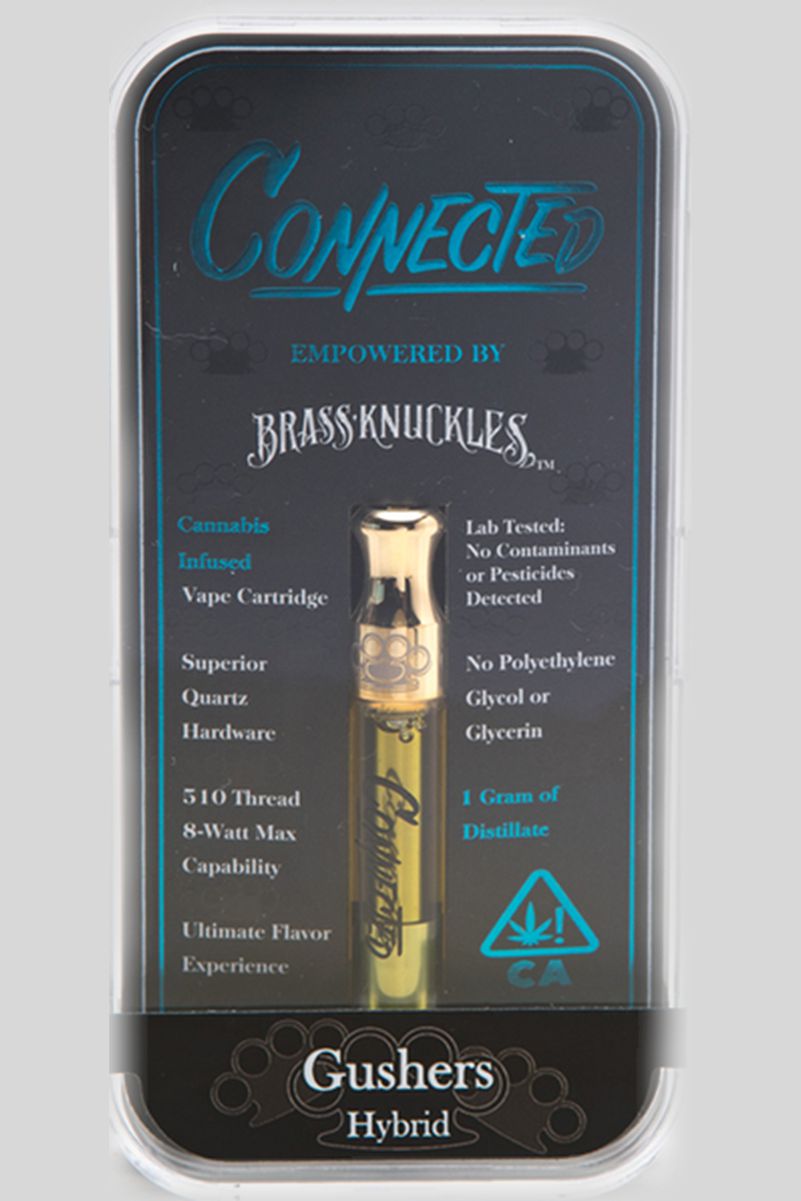 CONNECTED
EMPOWERED BY
BRASS·KNUCKLES™
Cannabis
Infused
Vape Cartridge
Superior
Quartz
Hardware
510 Thread
8-Watt Max
Capability
Ultimate Flavor
Experience
Lab Tested:
No Contaminants
or Pesticides
Detected
No Polyethylene
Glycol or
Glycerin
1 Gram of
Distillate
CONNECTED
!
CA
Gushers
Hybrid